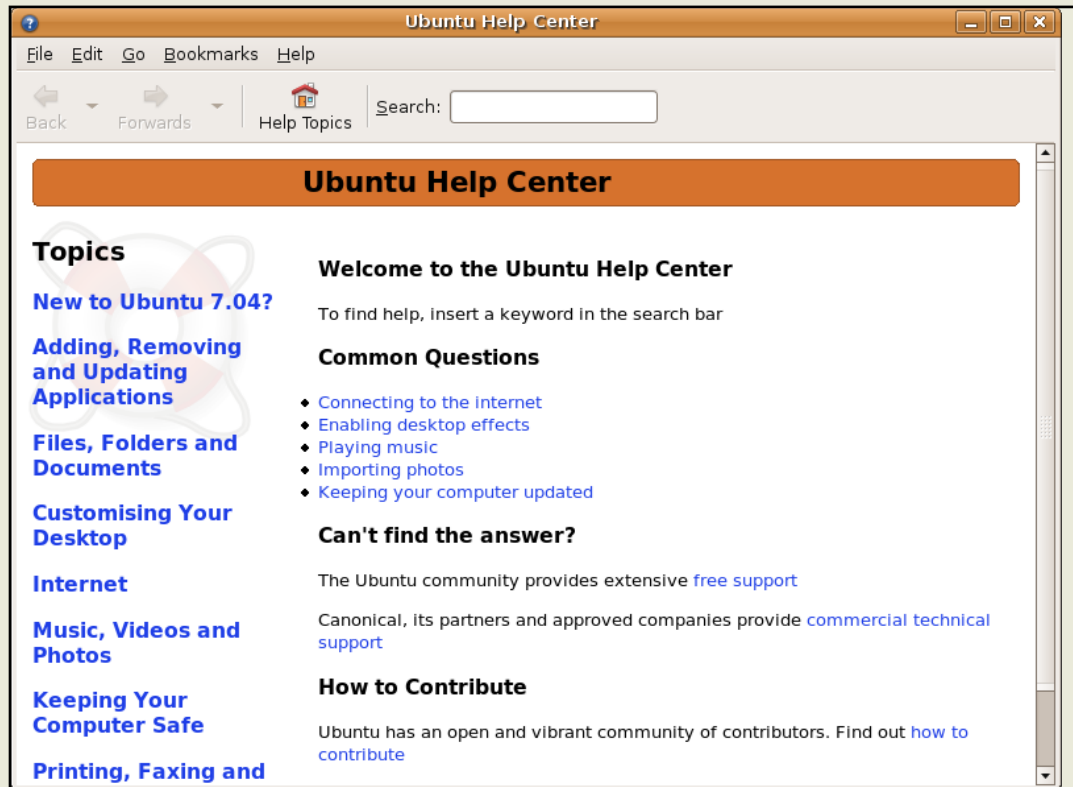 Ubuntu Help Center
File Edit Go Bookmarks Help
Back Forwards Help Topics Search:
Ubuntu Help Center
Topics
New to Ubuntu 7.04?
Adding, Removing
and Updating
Applications
Files, Folders and
Documents
Customising Your
Desktop
Internet
Music, Videos and
Photos
Keeping Your
Computer Safe
Printing, Faxing and
Welcome to the Ubuntu Help Center
To find help, insert a keyword in the search bar
Common Questions
Connecting to the internet
Enabling desktop effects
Playing music
Importing photos
Keeping your computer updated
Can't find the answer?
The Ubuntu community provides extensive free support
Canonical, its partners and approved companies provide commercial technical
support
How to Contribute
Ubuntu has an open and vibrant community of contributors. Find out how to
contribute